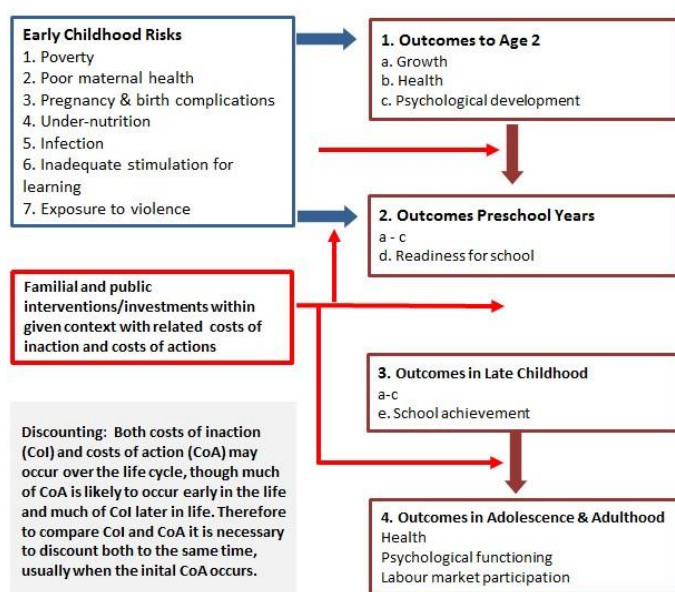 Early Childhood Risks
1. Poverty
2. Poor maternal health
3. Pregnancy & birth complications
4. Under-nutrition
5. Infection
6. Inadequate stimulation for
learning
7. Exposure to violence
1. Outcomes to Age 2
a. Growth
b. Health
c. Psychological development
2. Outcomes Preschool Years
a - c
d. Readiness for school
Familial and public
interventions/investments within
given context with related costs of
inaction and costs of actions
3. Outcomes in Late Childhood
a-c
e. School achievement
Discounting: Both costs of inaction
(CoI) and costs of action (CoA) may
occur over the life cycle, though much
of CoA is likely to occur early in the life
and much of CoI later in life. Therefore
to compare CoI and CoA it is necessary
to discount both to the same time,
usually when the inital CoA occurs.
4. Outcomes in Adolescence & Adulthood
Health
Psychological functioning
Labour market participation